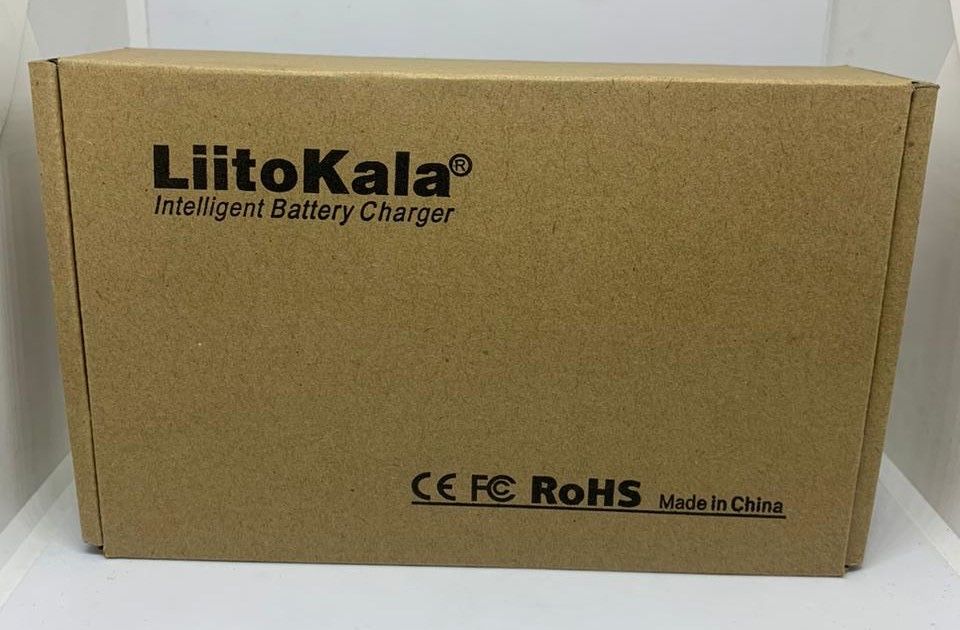 LiitoKala®
Intelligent Battery Charger
CE FC RoHS Made in China